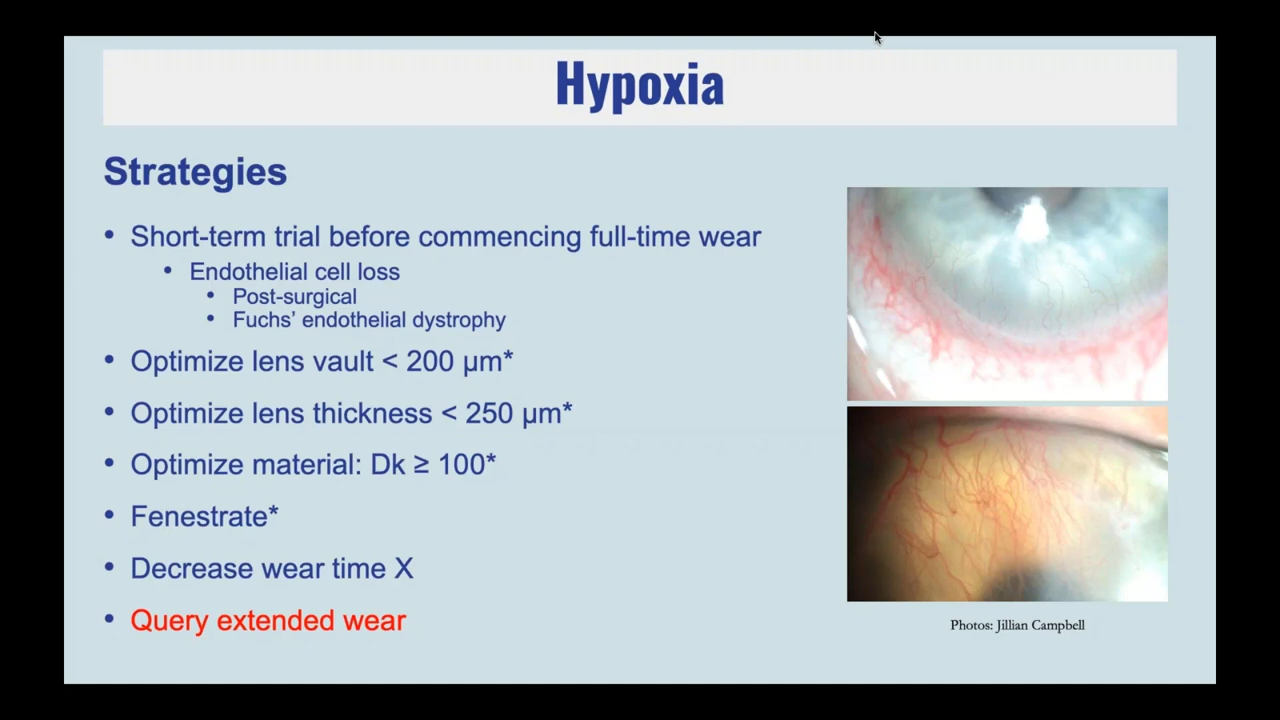 Hypoxia
Strategies
• Short-term trial before commencing full-time wear
• Endothelial cell loss
• Post-surgical
• Fuchs’ endothelial dystrophy
• Optimize lens vault < 200 µm*
• Optimize lens thickness < 250 µm*
• Optimize material: Dk ≥ 100*
• Fenestrate*
• Decrease wear time X
• Query extended wear
Photos: Jillian Campbell